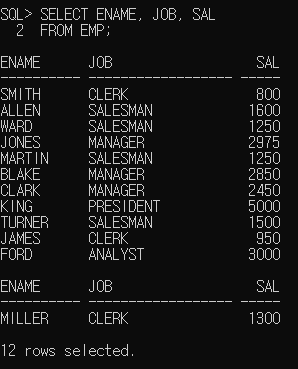 SQL> SELECT ENAME, JOB, SAL
  2  FROM EMP;
ENAME      JOB                       SAL
---------- ------------------ ----------
SMITH      CLERK                     800
ALLEN      SALESMAN                 1600
WARD       SALESMAN                 1250
JONES      MANAGER                  2975
MARTIN     SALESMAN                 1250
BLAKE      MANAGER                  2850
CLARK      MANAGER                  2450
KING       PRESIDENT                5000
TURNER     SALESMAN                 1500
JAMES      CLERK                     950
FORD       ANALYST                  3000
ENAME      JOB                       SAL
---------- ------------------ ----------
MILLER     CLERK                    1300
12 rows selected.